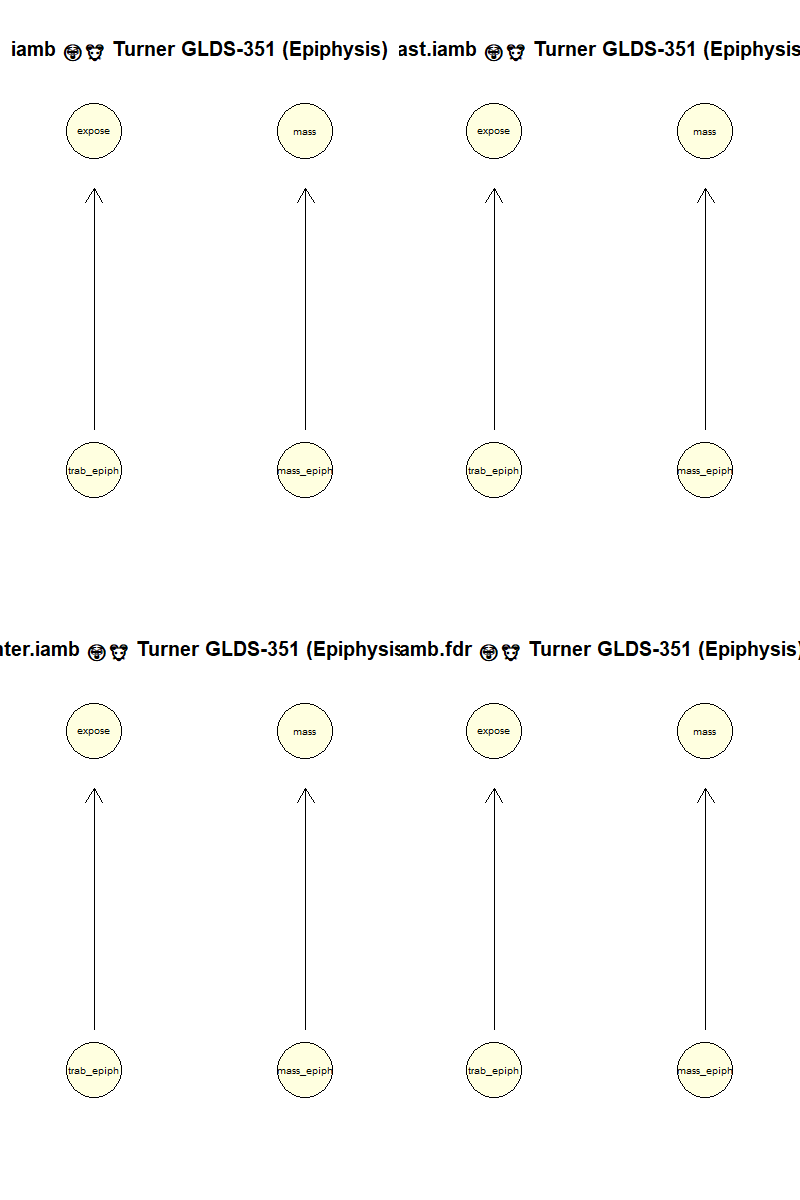 iamb 😷🐮 Turner GLDS-351 (Epiphysis)
ast.iamb 😷🐮 Turner GLDS-351 (Epiphysis
expose mass expose mass
trab_epiph mass_epiph trab_epiph mass_epiph
nter.iamb 😷🐮 Turner GLDS-351 (Epiphysis
amb.fdr 😷🐮 Turner GLDS-351 (Epiphysis)
expose mass expose mass
trab_epiph mass_epiph trab_epiph mass_epiph